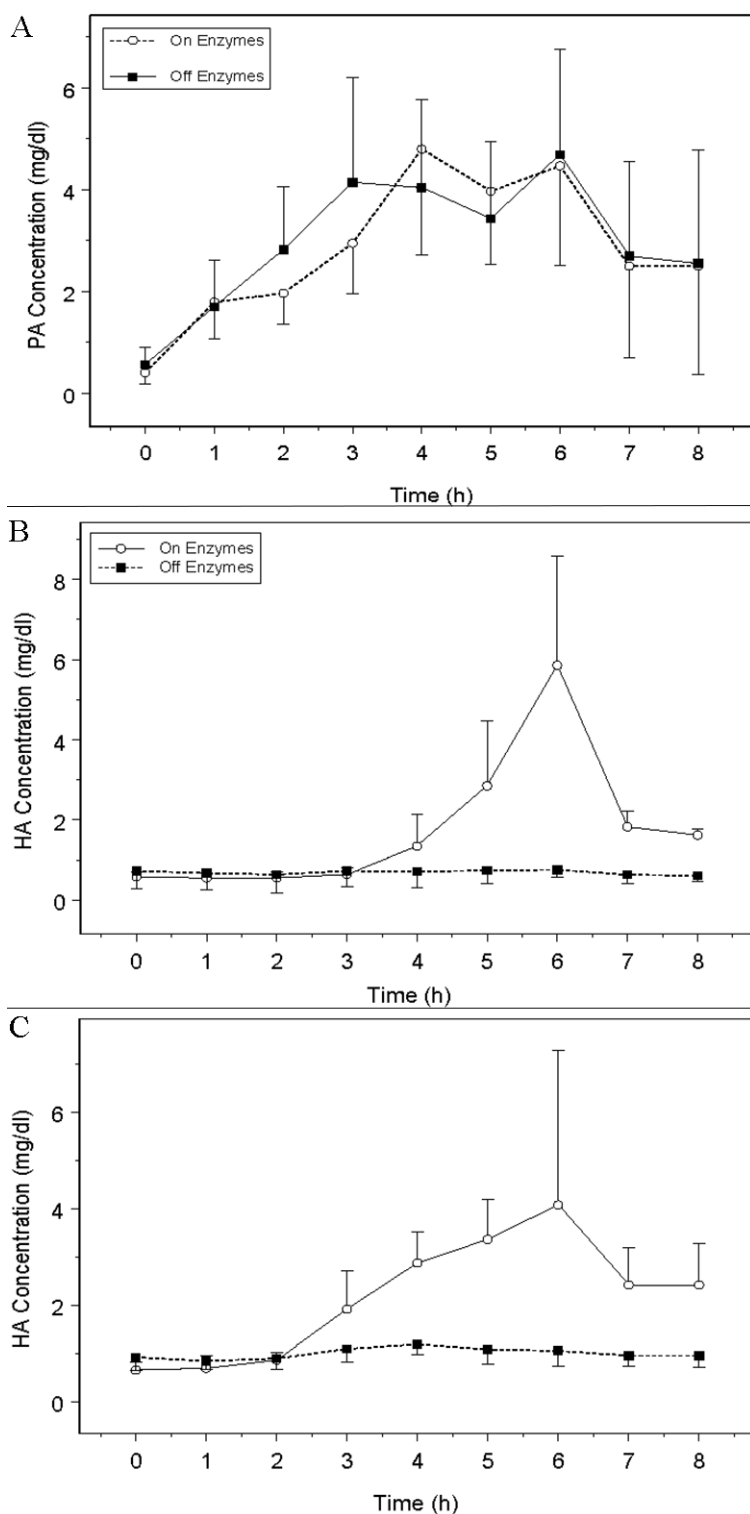 A
On Enzymes
Off Enzymes
PA Concentration (mg/dl)
6
4
2
0
0 1 2 3 4 5 6 7 8
Time (h)
B
On Enzymes
Off Enzymes
HA Concentration (mg/dl)
8
6
4
2
0
0 1 2 3 4 5 6 7 8
Time (h)
C
HA Concentration (mg/dl)
6
4
2
0
0 1 2 3 4 5 6 7 8
Time (h)